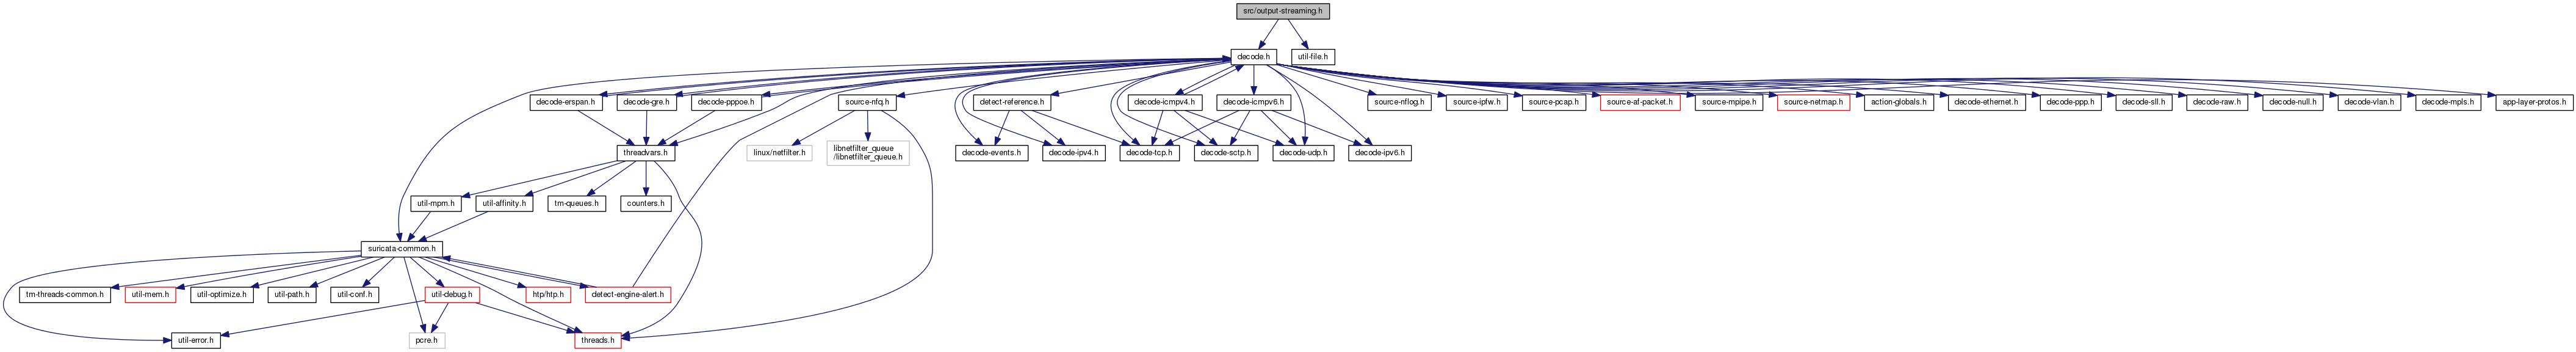 src/output-streaming.h
decode.h
util-file.h
decode-erspan.h
decode-gre.h
decode-pppoe.h
source-nfq.h
detect-reference.h
decode-icmpv4.h
decode-icmpv6.h
source-nflog.h
source-ipfw.h
source-pcap.h
source-af-packet.h
source-mpipe.h
source-netmap.h
action-globals.h
decode-ethernet.h
decode-ppp.h
decode-sll.h
decode-raw.h
decode-null.h
decode-vlan.h
decode-mpls.h
app-layer-protos.h
threadvars.h
linux/netfilter.h
libnetfilter_queue
/libnetfilter_queue.h
decode-events.h
decode-ipv4.h
decode-tcp.h
decode-sctp.h
decode-udp.h
decode-ipv6.h
util-mpm.h
util-affinity.h
tm-queues.h
counters.h
suricata-common.h
tm-threads-common.h
util-mem.h
util-optimize.h
util-path.h
util-conf.h
util-debug.h
htp/htp.h
detect-engine-alert.h
util-error.h
pcre.h
threads.h